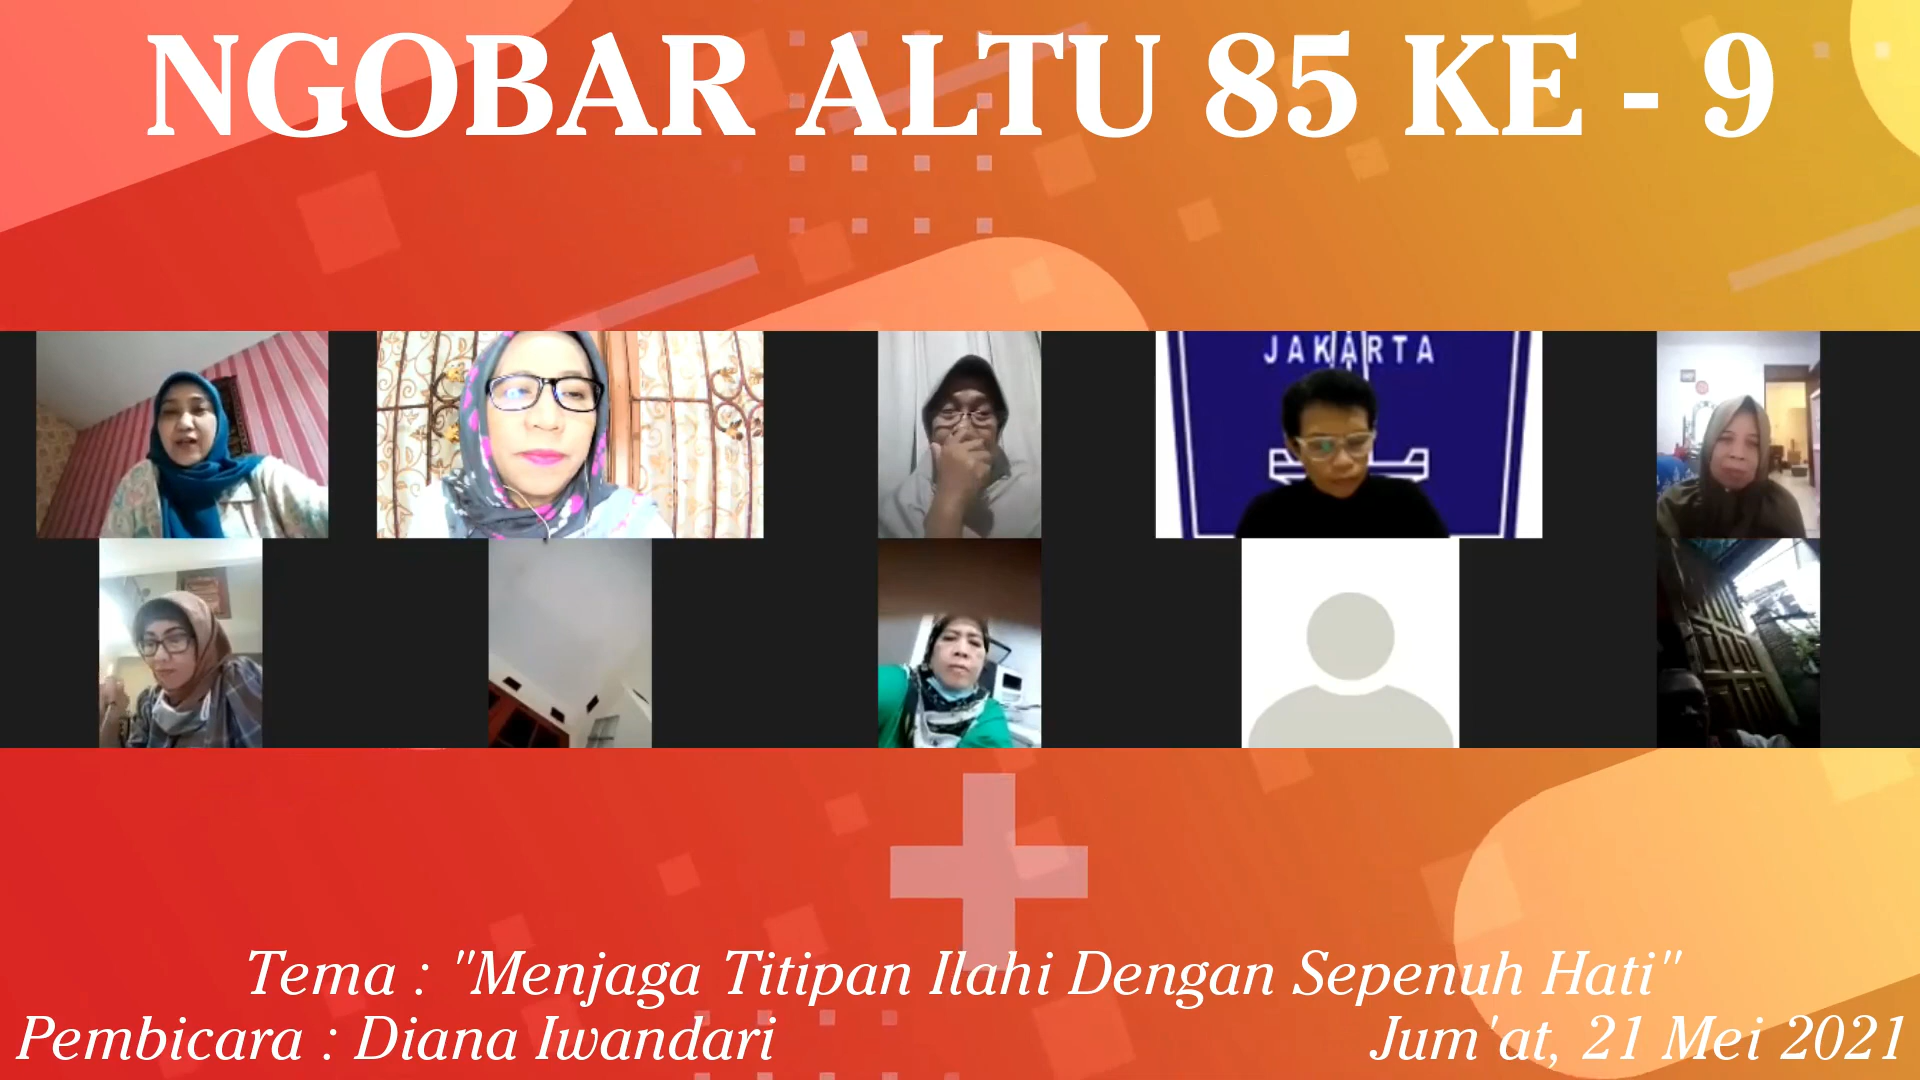 NGOBAR ALTU 85 KE - 9
JAKARTA
Tema : "Menjaga Titipan Ilahi Dengan Sepenuh Hati"
Pembicara : Diana Iwandari
Jum'at, 21 Mei 2021